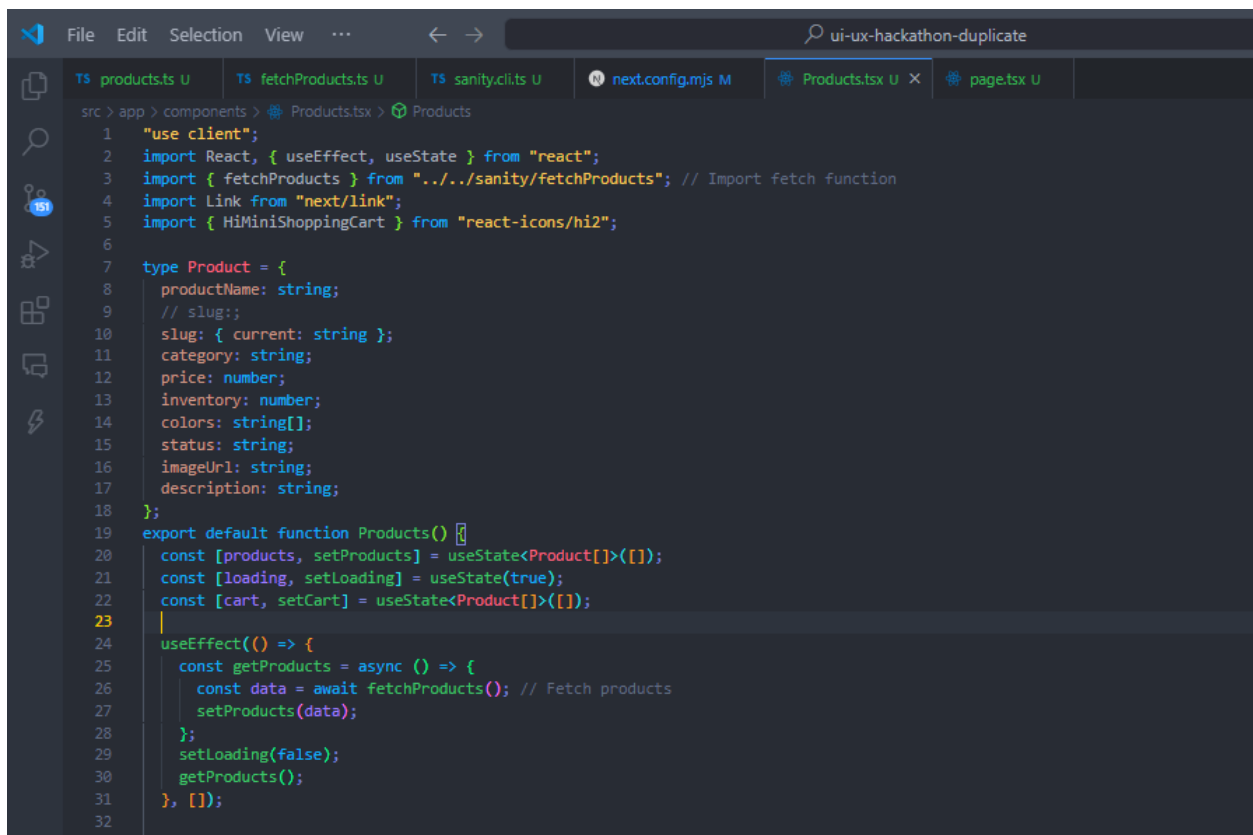 File Edit Selection View ··· ← → ui-ux-hackathon-duplicate
TS products.ts U TS fetchProducts.ts U TS sanity.cli.ts U N next.config.mjs M Products.tsx U × page.tsx U
src > app > components > Products.tsx > Products
1 "use client";
2 import React, { useEffect, useState } from "react";
3 import { fetchProducts } from "../../sanity/fetchProducts"; // Import fetch function
4 import Link from "next/link";
5 import { HiMiniShoppingCart } from "react-icons/hi2";
6
7 type Product = {
8 productName: string;
9 // slug:;
10 slug: { current: string };
11 category: string;
12 price: number;
13 inventory: number;
14 colors: string[];
15 status: string;
16 imageUrl: string;
17 description: string;
18 };
19 export default function Products() {
20 const [products, setProducts] = useState<Product[]>([]);
21 const [loading, setLoading] = useState(true);
22 const [cart, setCart] = useState<Product[]>([]);
23
24 useEffect(() => {
25 const getProducts = async () => {
26 const data = await fetchProducts(); // Fetch products
27 setProducts(data);
28 };
29 setLoading(false);
30 getProducts();
31 }, []);
32
151